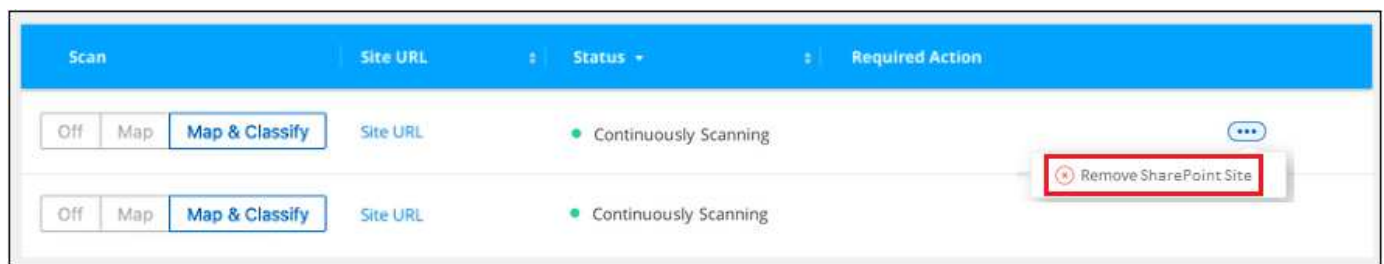 Scan Site URL Status Required Action
Off Map Map & Classify Site URL Continuously Scanning
Remove SharePoint Site
Off Map Map & Classify Site URL Continuously Scanning